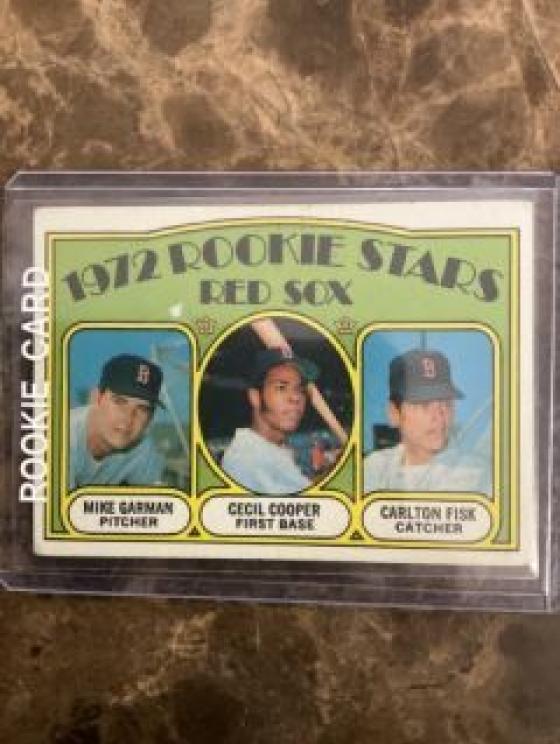 1972 ROOKIE STARS
RED SOX
ROOKIE CARD
B
B
MIKE GARMAN
PITCHER
CECIL COOPER
FIRST BASE
CARLTON FISK
CATCHER